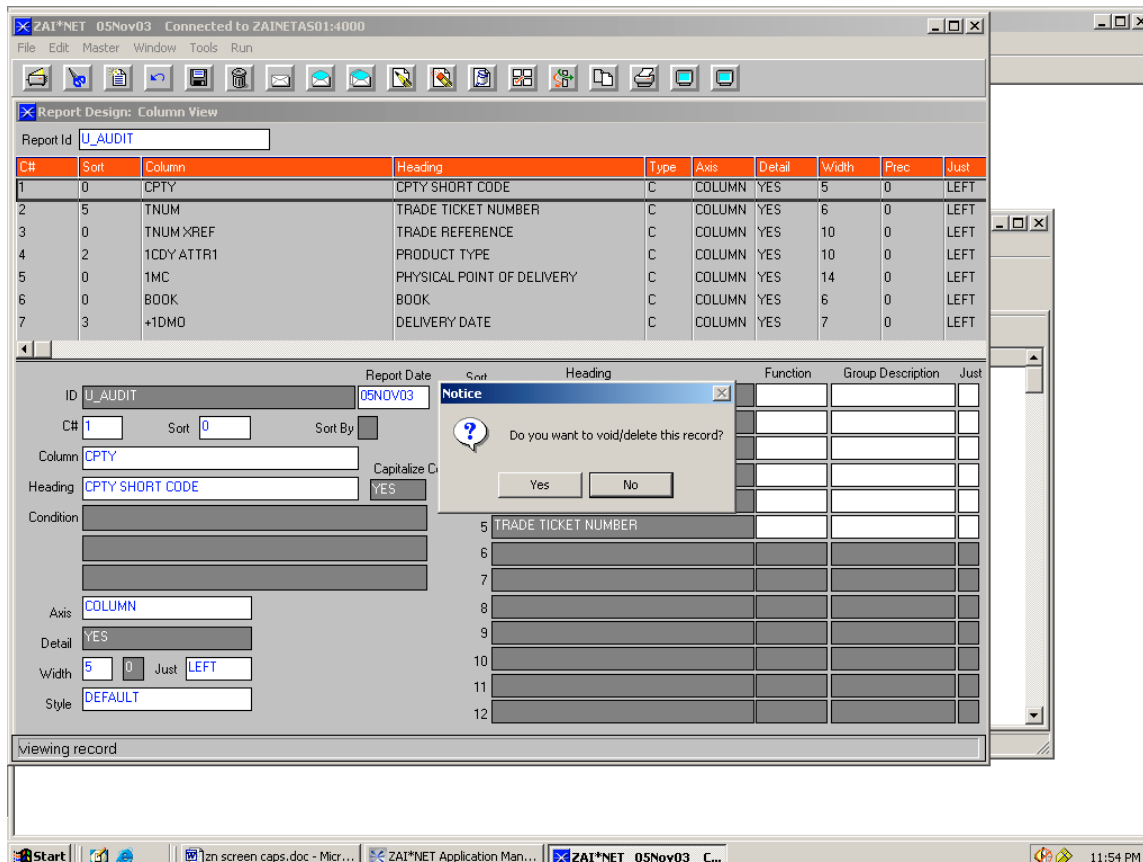 ZAI*NET 05Nov03 Connected to ZAINETAS01:4000
File Edit Master Window Tools Run
Report Design: Column View
Report Id U_AUDIT
C# Sort Column Heading Type Axis Detail Width Prec Just
1 0 CPTY CPTY SHORT CODE C COLUMN YES 5 0 LEFT
2 5 TNUM TRADE TICKET NUMBER C COLUMN YES 6 0 LEFT
3 0 TNUM XREF TRADE REFERENCE C COLUMN YES 10 0 LEFT
4 2 1CDY ATTR1 PRODUCT TYPE C COLUMN YES 10 0 LEFT
5 0 1MC PHYSICAL POINT OF DELIVERY C COLUMN YES 14 0 LEFT
6 0 BOOK BOOK C COLUMN YES 6 0 LEFT
7 3 +1DMO DELIVERY DATE C COLUMN YES 7 0 LEFT
Report Date Sort Heading Function Group Description Just
ID U_AUDIT 05NOV03
Notice
Do you want to void/delete this record?
Yes No
C# 1 Sort 0 Sort By
Column CPTY
Capitalize C
Heading CPTY SHORT CODE YES
Condition
5 TRADE TICKET NUMBER
6
7
Axis COLUMN 8
Detail YES 9
Width 5 0 Just LEFT 10
11
Style DEFAULT
12
viewing record
Start zn screen caps.doc - Micr... ZAI*NET Application Man... ZAI*NET 05Nov03 C... 11:54 PM